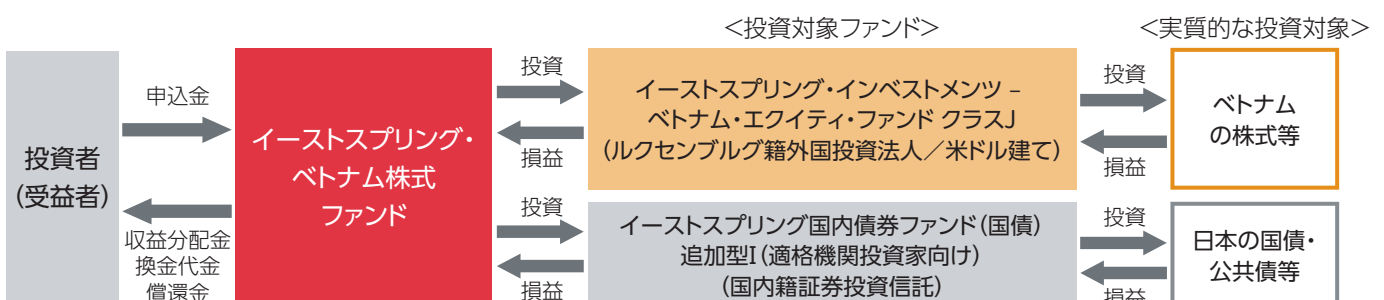 <投資対象ファンド>
<実質的な投資対象>
投資者
(受益者)
申込金
収益分配金
換金代金
償還金
イーストスプリング・
ベトナム株式
ファンド
投資
損益
イーストスプリング・インベストメンツ –
ベトナム・エクイティ・ファンド クラスJ
(ルクセンブルグ籍外国投資法人/米ドル建て)
投資
損益
ベトナム
の株式等
投資
損益
イーストスプリング国内債券ファンド(国債)
追加型I(適格機関投資家向け)
(国内籍証券投資信託)
投資
損益
日本の国債・
公共債等